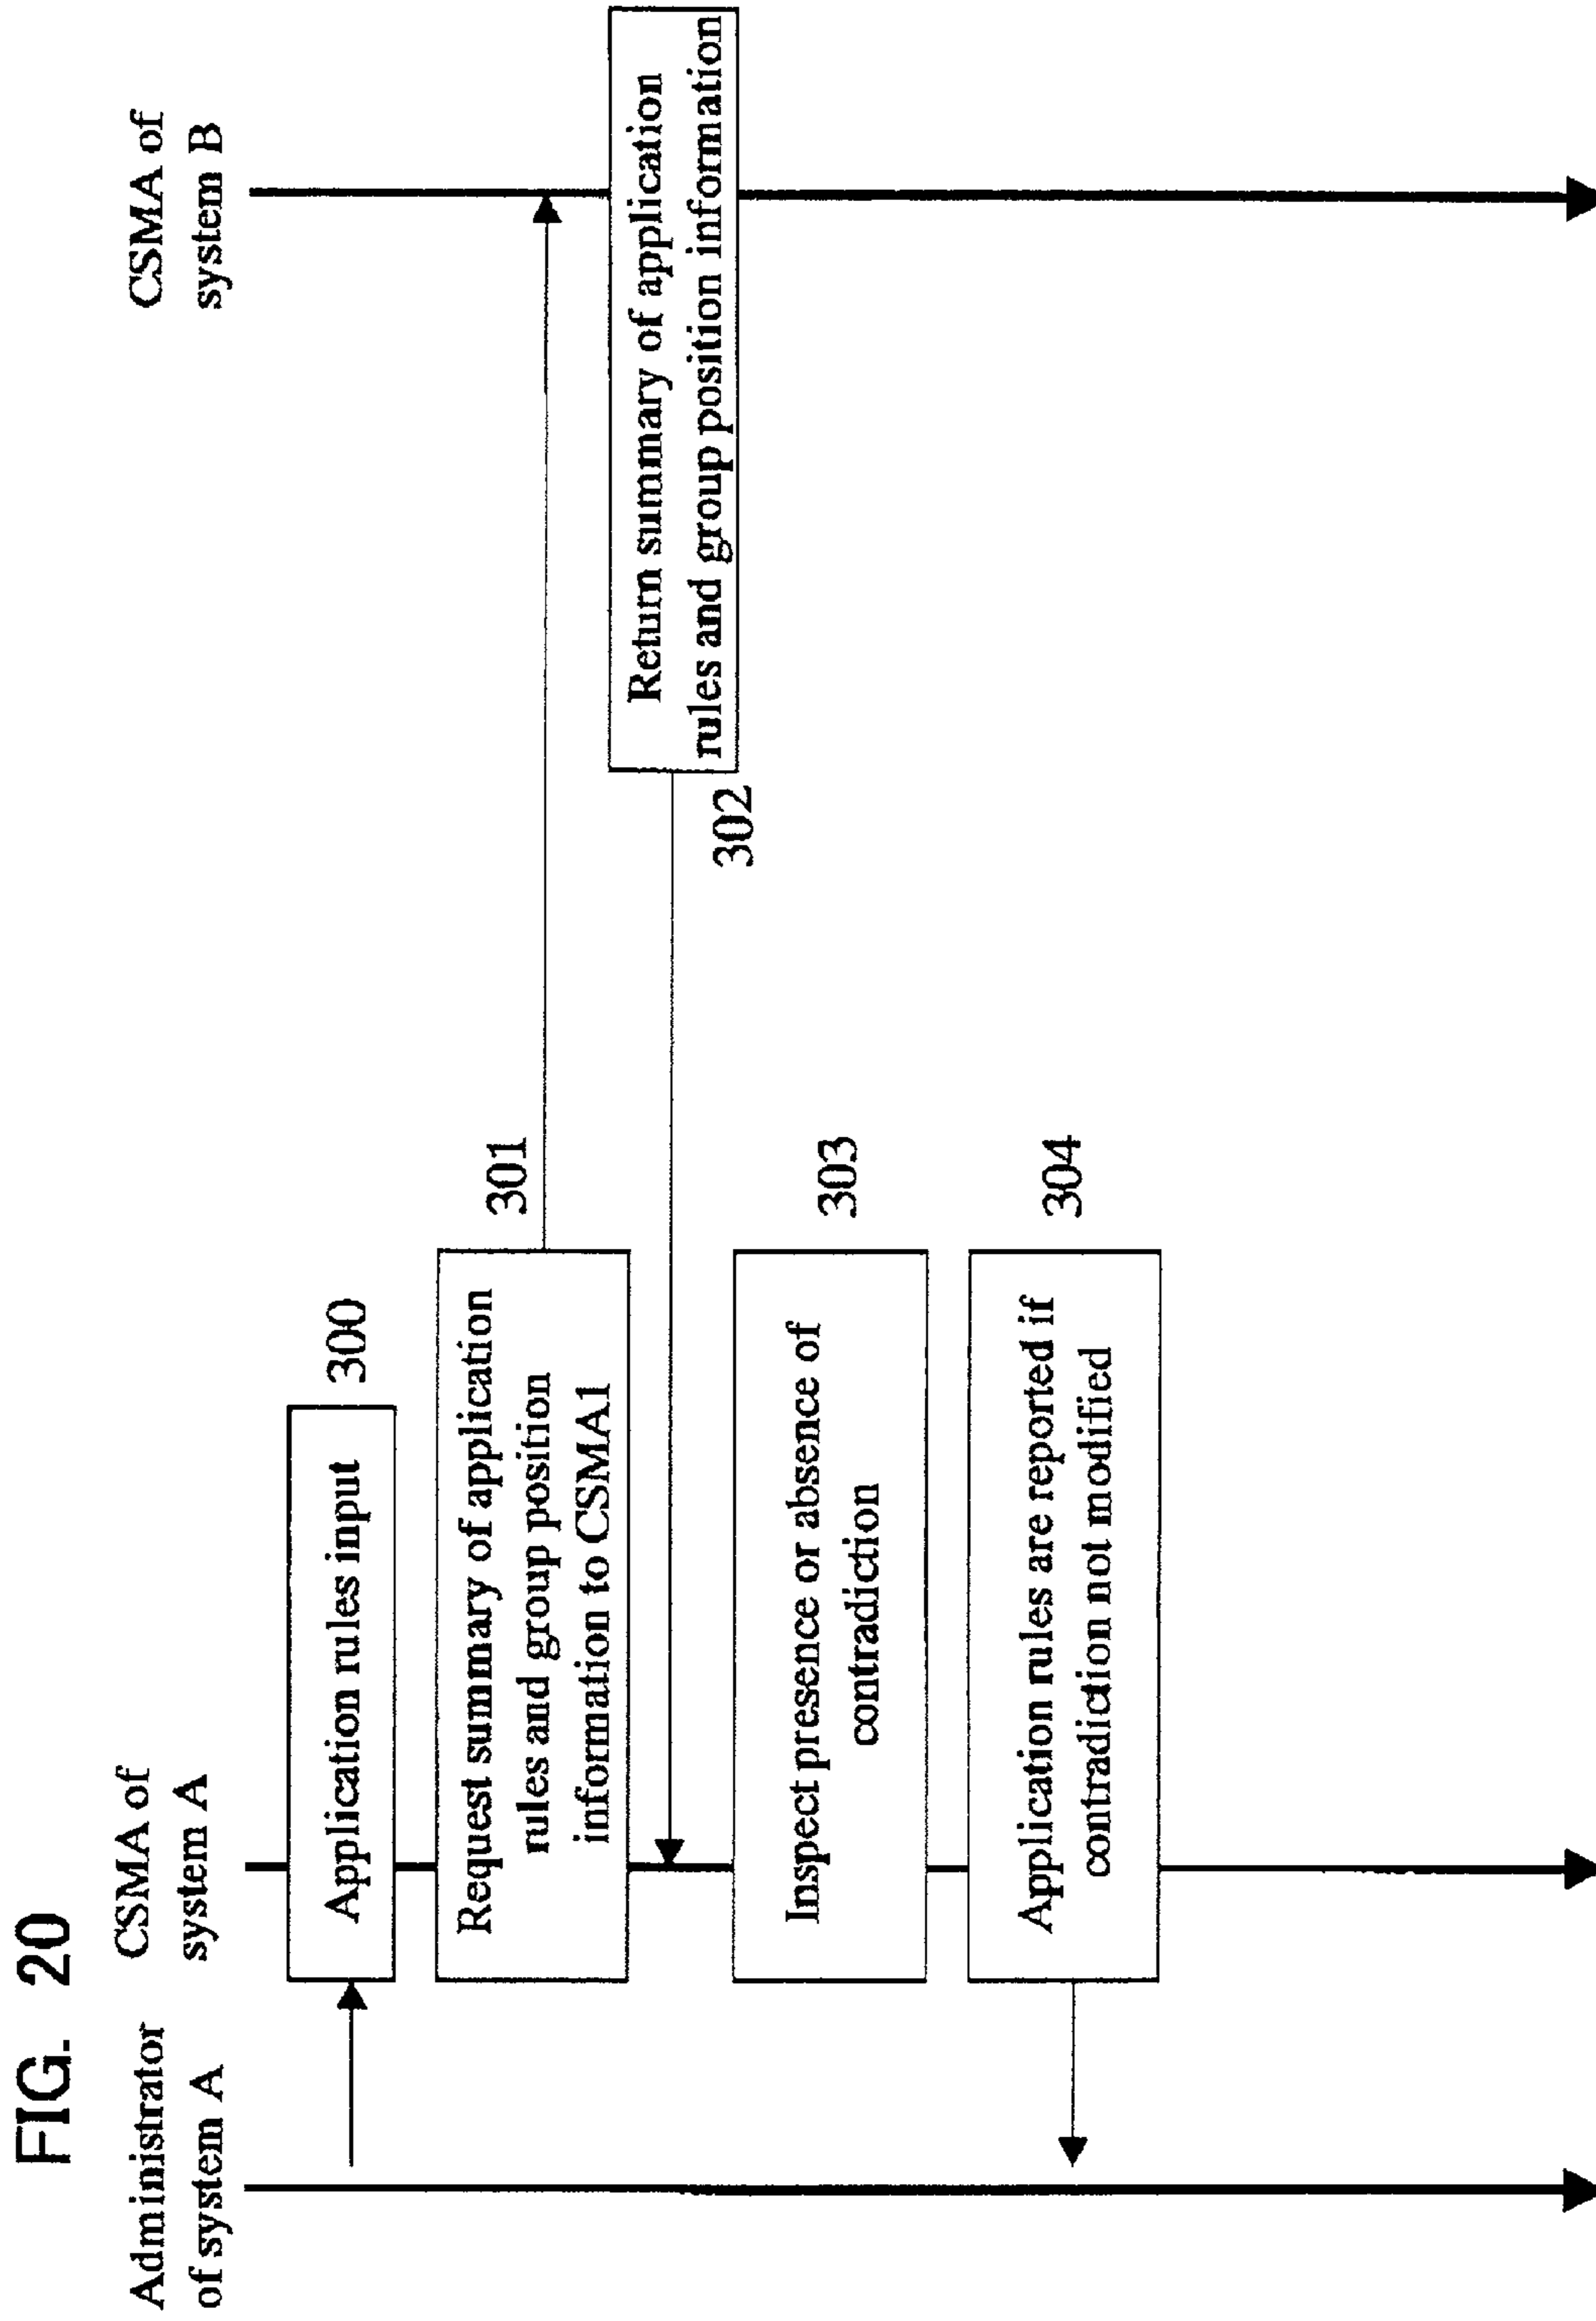 FIG. 20
Administrator
of system A
CSMA of
system A
CSMA of
system B
Application rules input
300
Request summary of application
rules and group position
information to CSMA1
301
Return summary of application
rules and group position information
302
Inspect presence or absence of
contradiction
303
Application rules are reported if
contradiction not modified
304